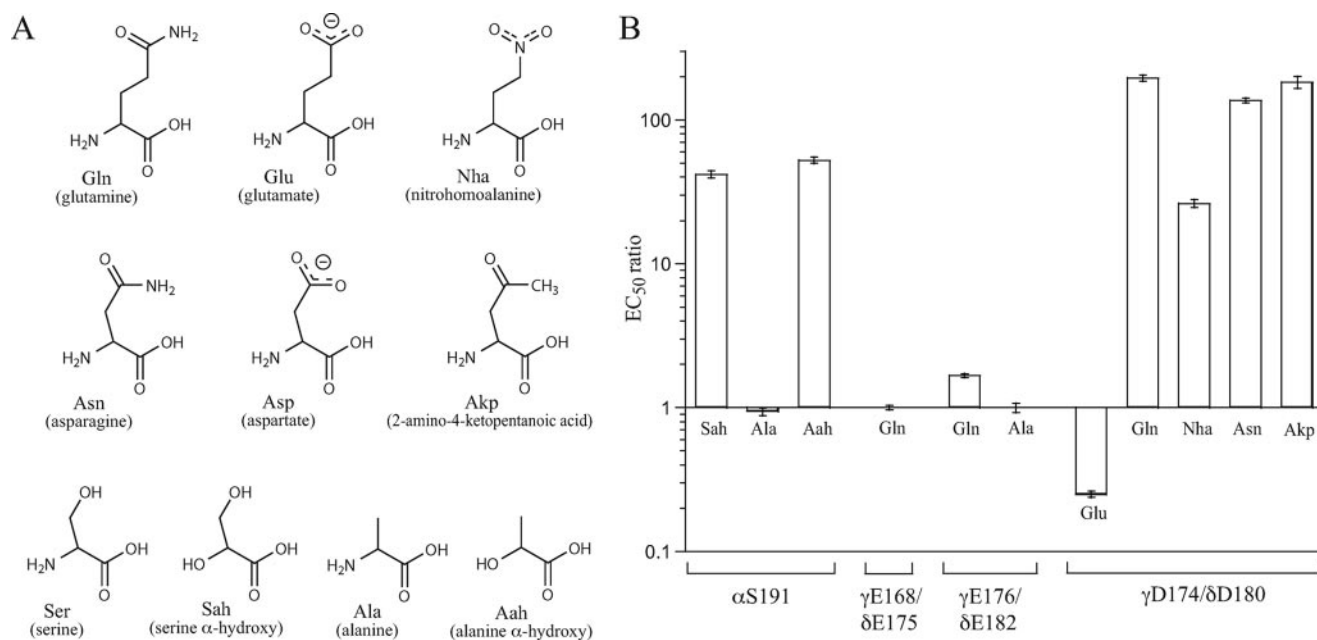 A
O
NH₂
H₂N
OH
O
Gln
(glutamine)
O
⊖
O
H₂N
OH
O
Glu
(glutamate)
O
N
O
H₂N
OH
O
Nha
(nitrohomoalanine)
O
NH₂
H₂N
OH
O
Asn
(asparagine)
O
⊖
O
H₂N
OH
O
Asp
(aspartate)
O
CH₃
H₂N
OH
O
Akp
(2-amino-4-ketopentanoic acid)
OH
H₂N
OH
O
Ser
(serine)
OH
HO
OH
O
Sah
(serine α-hydroxy)
H₂N
OH
O
Ala
(alanine)
HO
OH
O
Aah
(alanine α-hydroxy)
B
EC₅₀ ratio
100
10
1
0.1
Sah Ala Aah Gln Gln Ala Glu Gln Nha Asn Akp
αS191
γE168/
δE175
γE176/
δE182
γD174/δD180